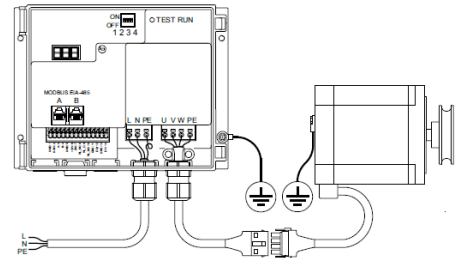 ON
OFF
1 2 3 4
TEST RUN
MODBUS EIA-485
A B
L N PE
U V W PE
L
N
PE